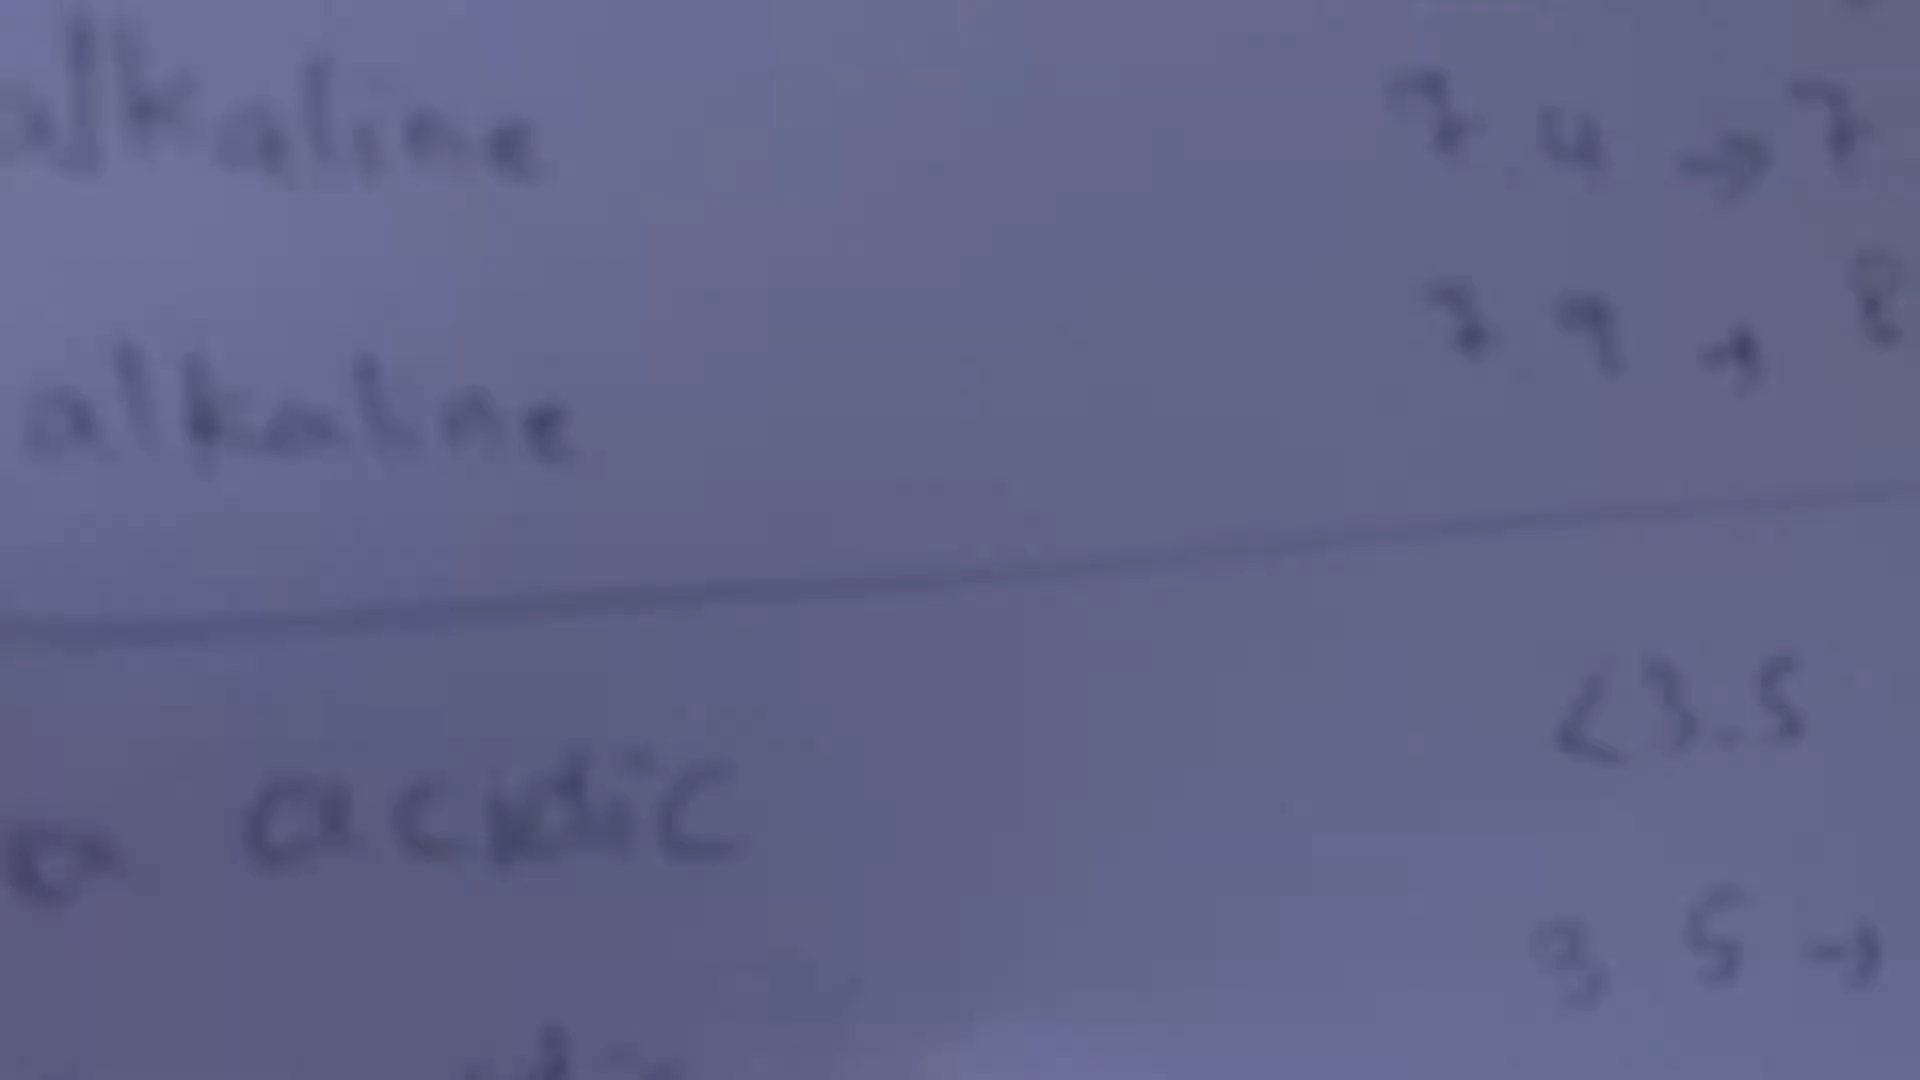 alkaline 7 4 → 7
alkaline 7 9 → 8
acidic <3.5
3 5 →